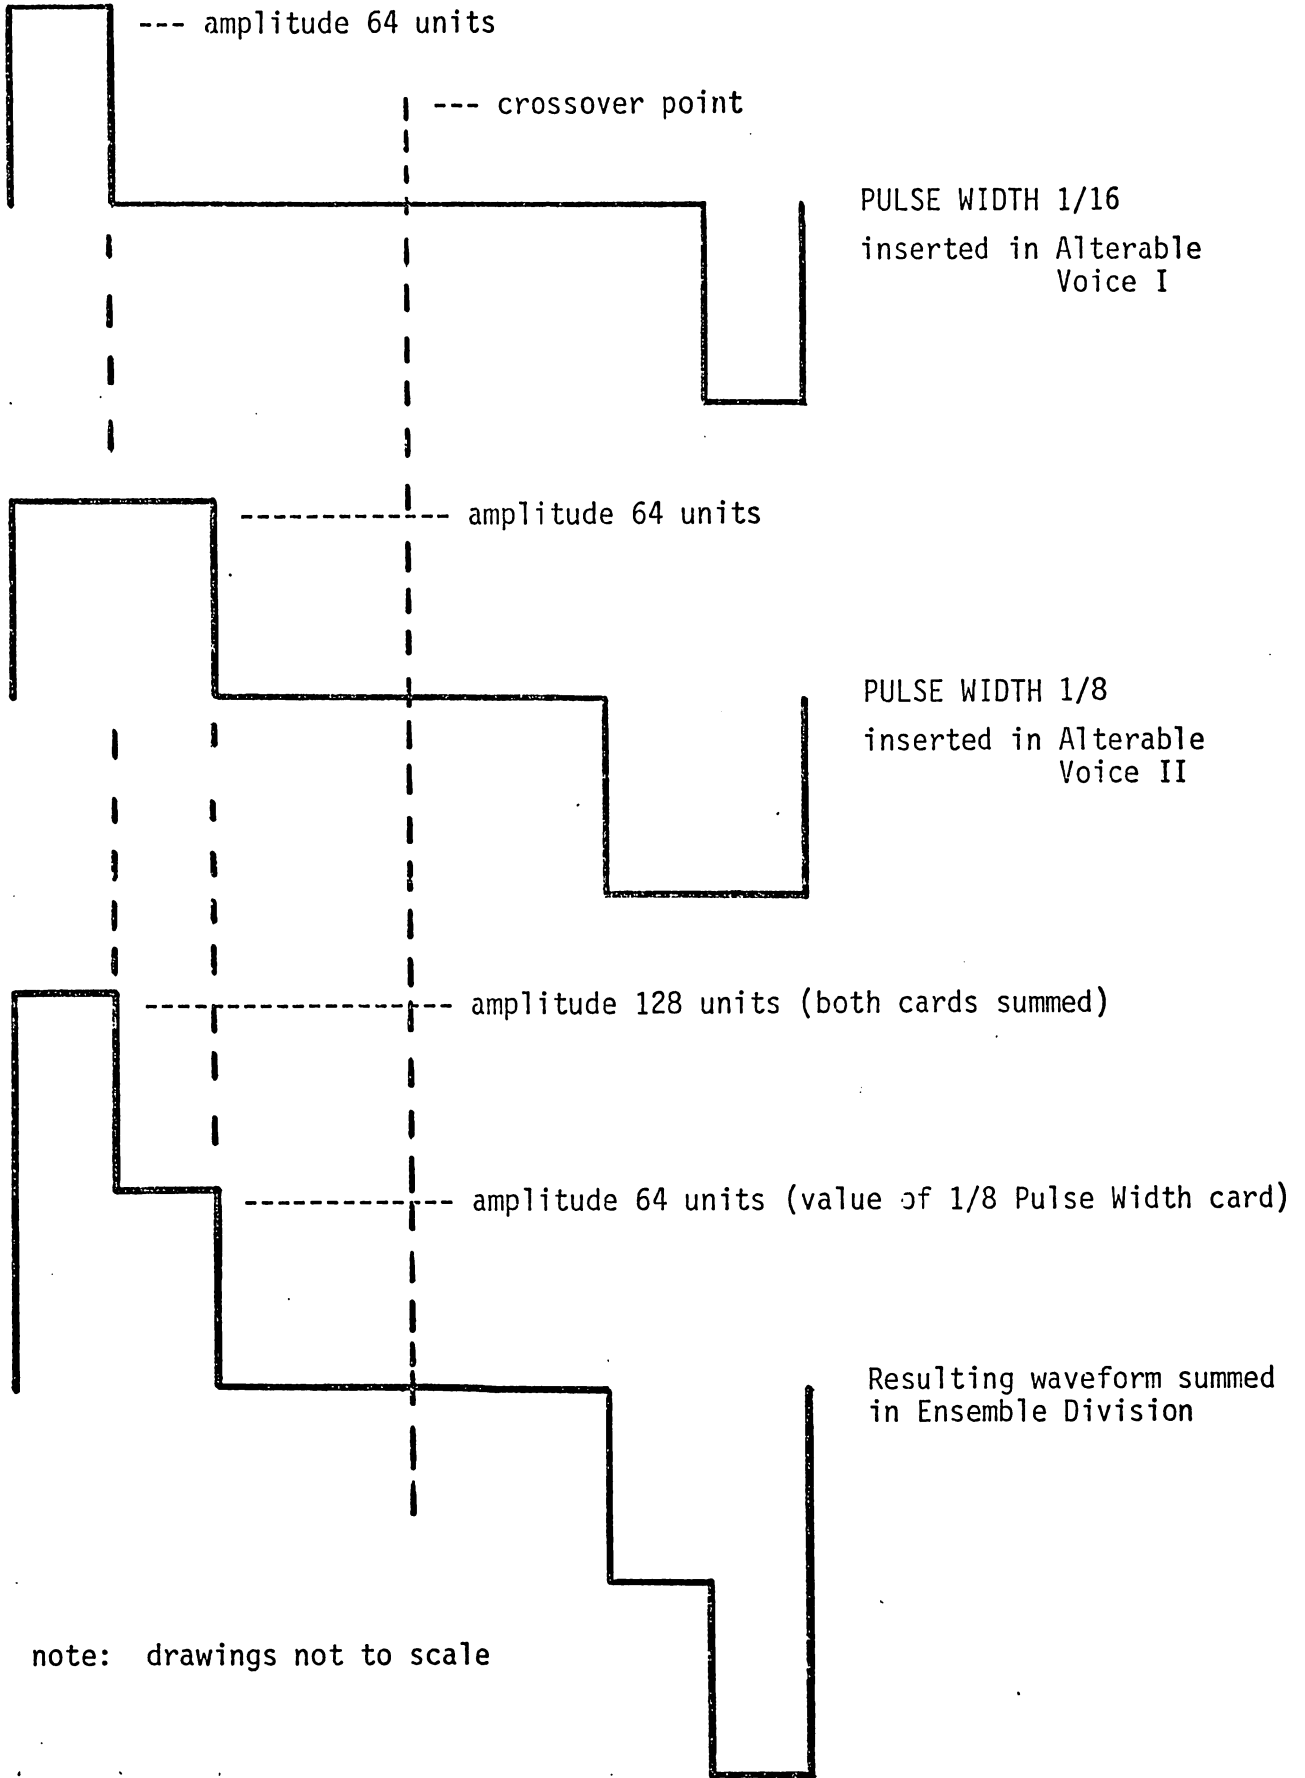 --- amplitude 64 units
--- crossover point
PULSE WIDTH 1/16
inserted in Alterable
Voice I
----------- amplitude 64 units
PULSE WIDTH 1/8
inserted in Alterable
Voice II
---------------- amplitude 128 units (both cards summed)
----------- amplitude 64 units (value of 1/8 Pulse Width card)
Resulting waveform summed
in Ensemble Division
note: drawings not to scale